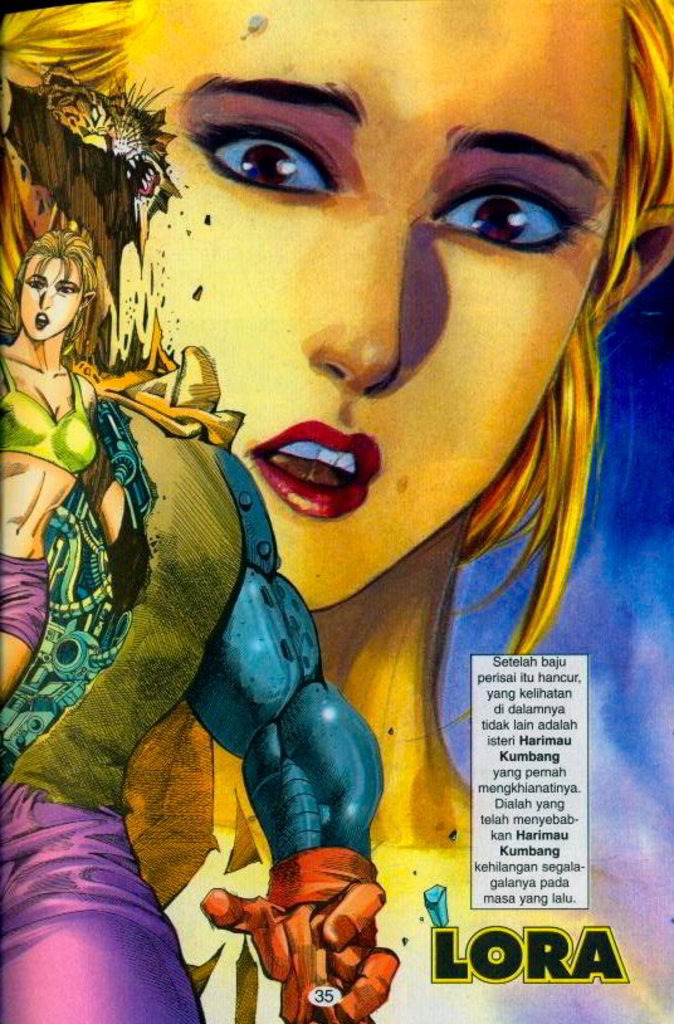 Setelah baju
perisai itu hancur,
yang kelihatan
di dalamnya
tidak lain adalah
isteri Harimau
Kumbang
yang pernah
mengkhianatinya.
Dialah yang
telah menyebab-
kan Harimau
Kumbang
kehilangan segala-
galanya pada
masa yang lalu.
LORA
35